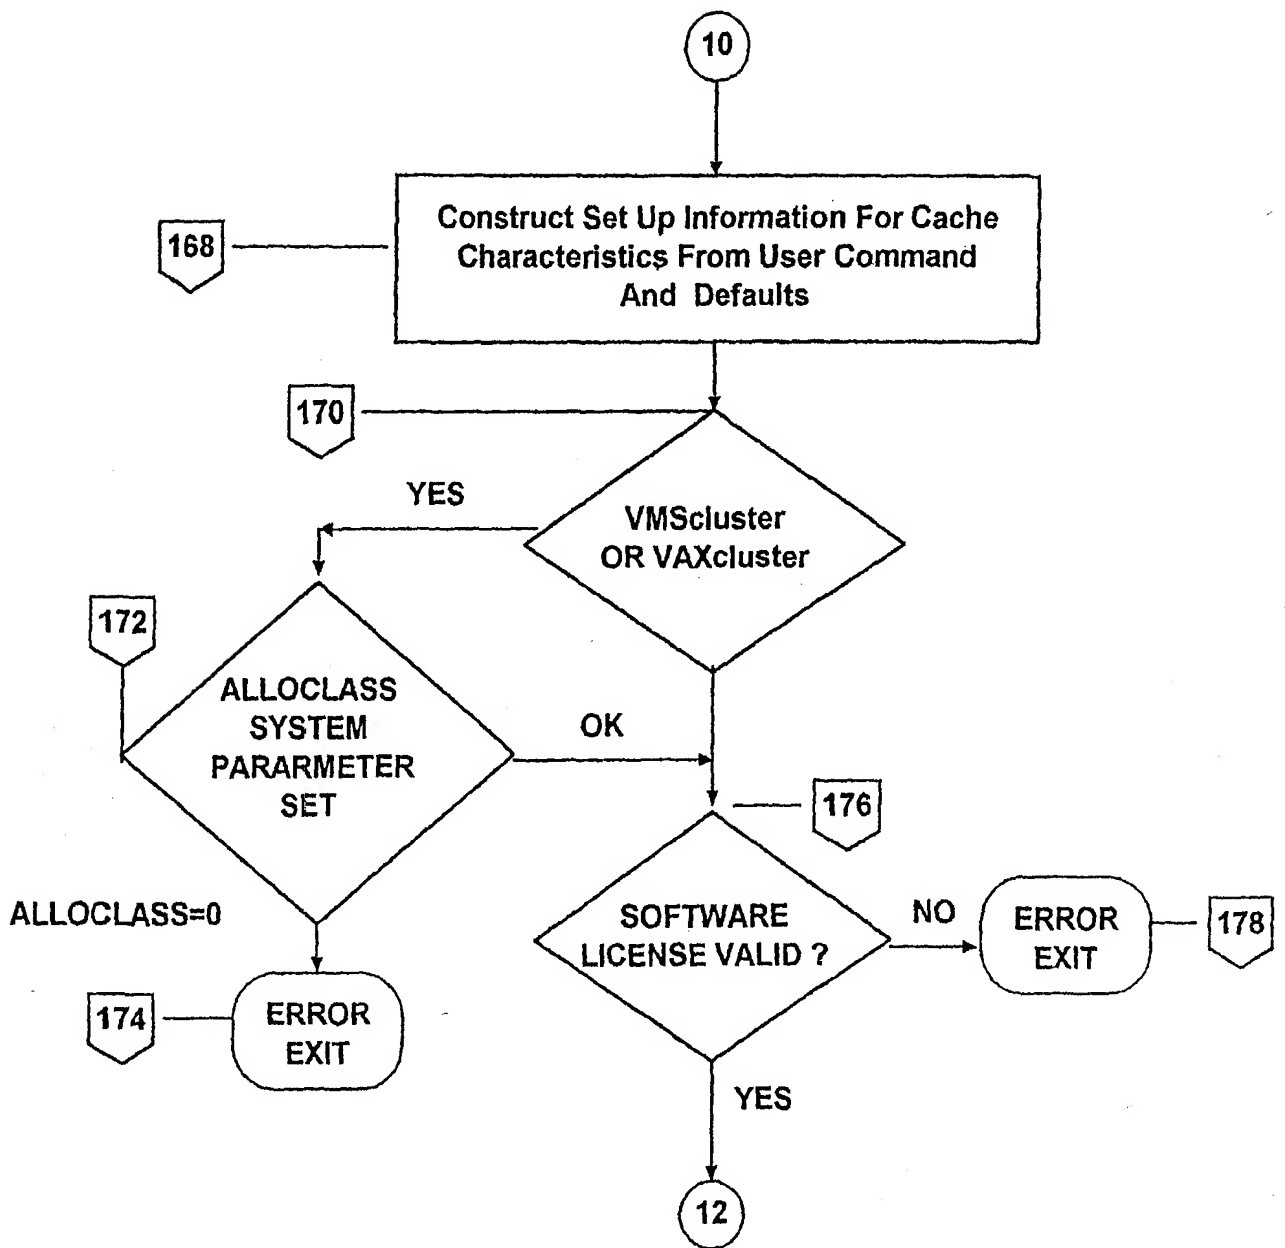 10
168
Construct Set Up Information For Cache
Characteristics From User Command
And Defaults
170
YES
VMScluster
OR VAXcluster
172
ALLOCLASS
SYSTEM
PARARMETER
SET
OK
176
ALLOCLASS=0
SOFTWARE
LICENSE VALID ?
NO
ERROR
EXIT
178
174
ERROR
EXIT
YES
12